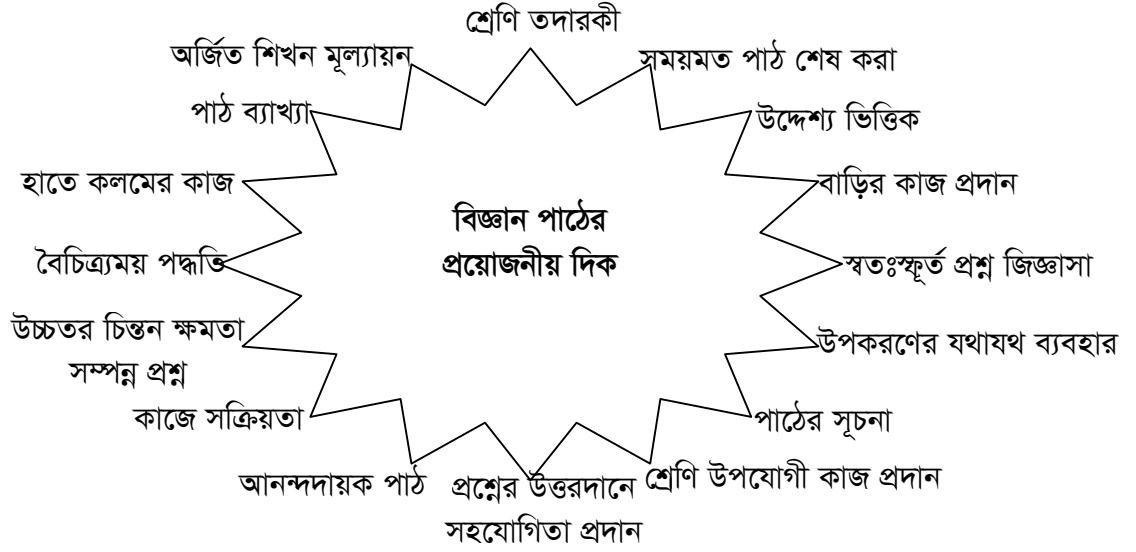 শ্রেণি তদারকী
অর্জিত শিখন মূল্যায়ন
সময়মত পাঠ শেষ করা
পাঠ ব্যাখ্যা
উদ্দেশ্য ভিত্তিক
হাতে কলমের কাজ
বাড়ির কাজ প্রদান
বিজ্ঞান পাঠের
প্রয়োজনীয় দিক
বৈচিত্র্যময় পদ্ধতি
স্বতঃস্ফূর্ত প্রশ্ন জিজ্ঞাসা
উচ্চতর চিন্তন ক্ষমতা
সম্পন্ন প্রশ্ন
উপকরণের যথাযথ ব্যবহার
কাজে সক্রিয়তা
পাঠের সূচনা
আনন্দদায়ক পাঠ
প্রশ্নের উত্তরদানে
সহযোগিতা প্রদান
শ্রেণি উপযোগী কাজ প্রদান